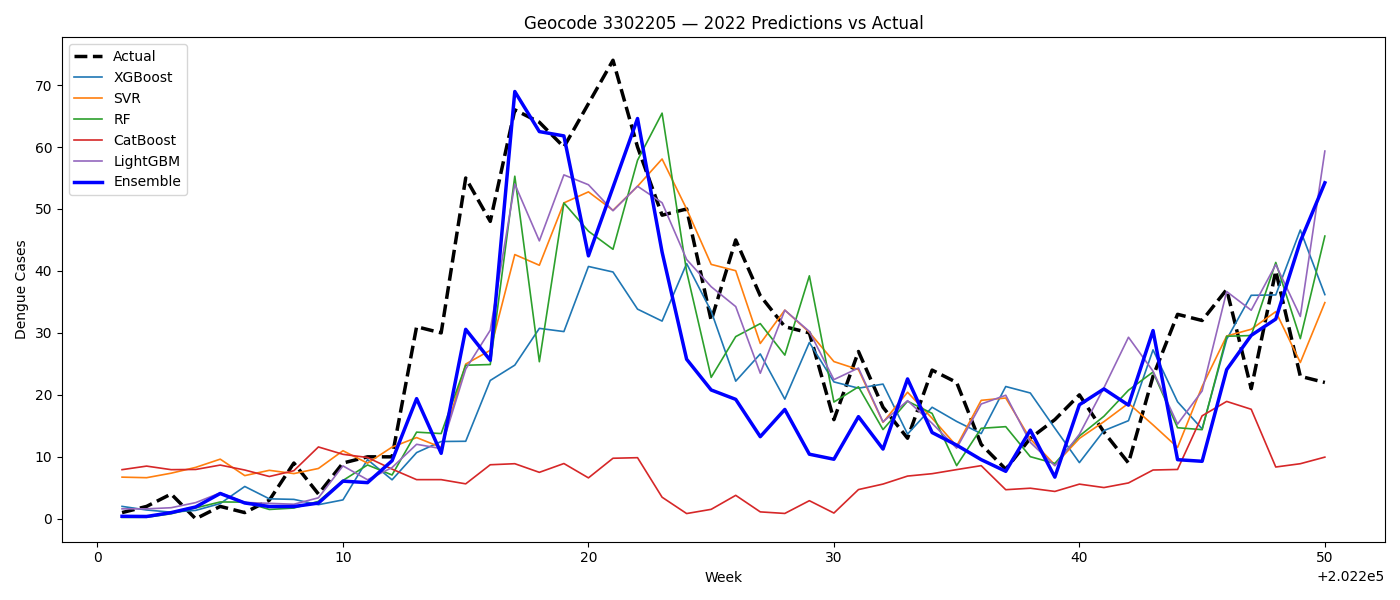 Geocode 3302205 — 2022 Predictions vs Actual
Actual
XGBoost
SVR
RF
CatBoost
LightGBM
Ensemble
Dengue Cases
70
60
50
40
30
20
10
0
0 10 20 30 40 50
+2.022e5
Week